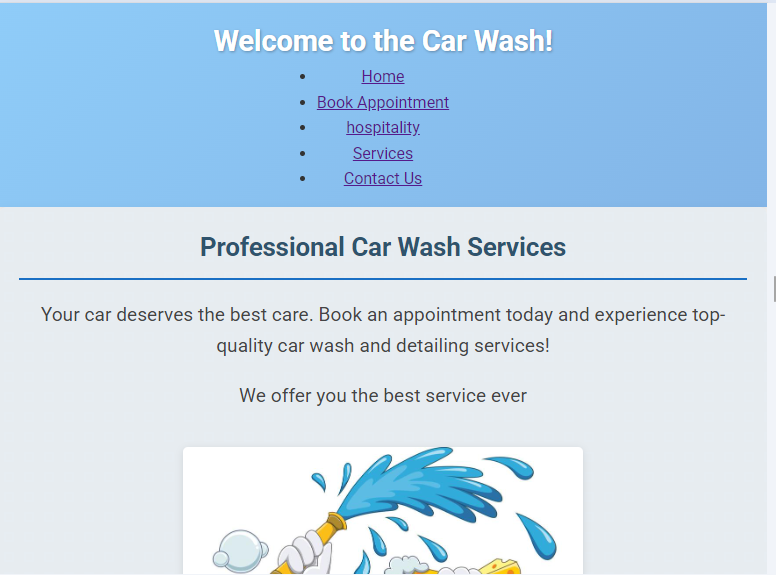 Welcome to the Car Wash!
Home
Book Appointment
hospitality
Services
Contact Us
Professional Car Wash Services
Your car deserves the best care. Book an appointment today and experience top-
quality car wash and detailing services!
We offer you the best service ever